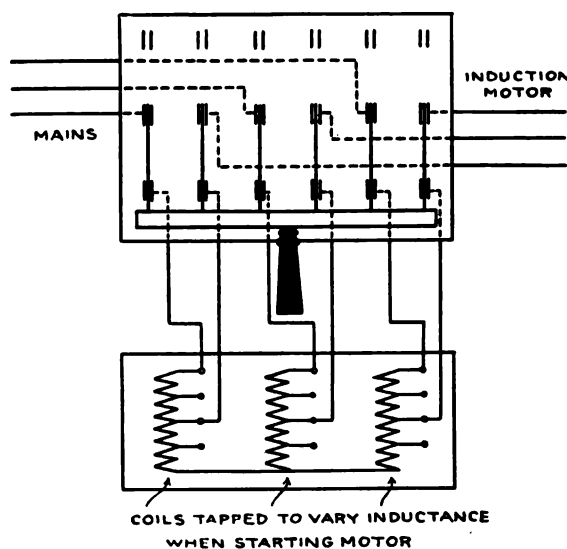 INDUCTION
MOTOR
MAINS
COILS TAPPED TO VARY INDUCTANCE
WHEN STARTING MOTOR